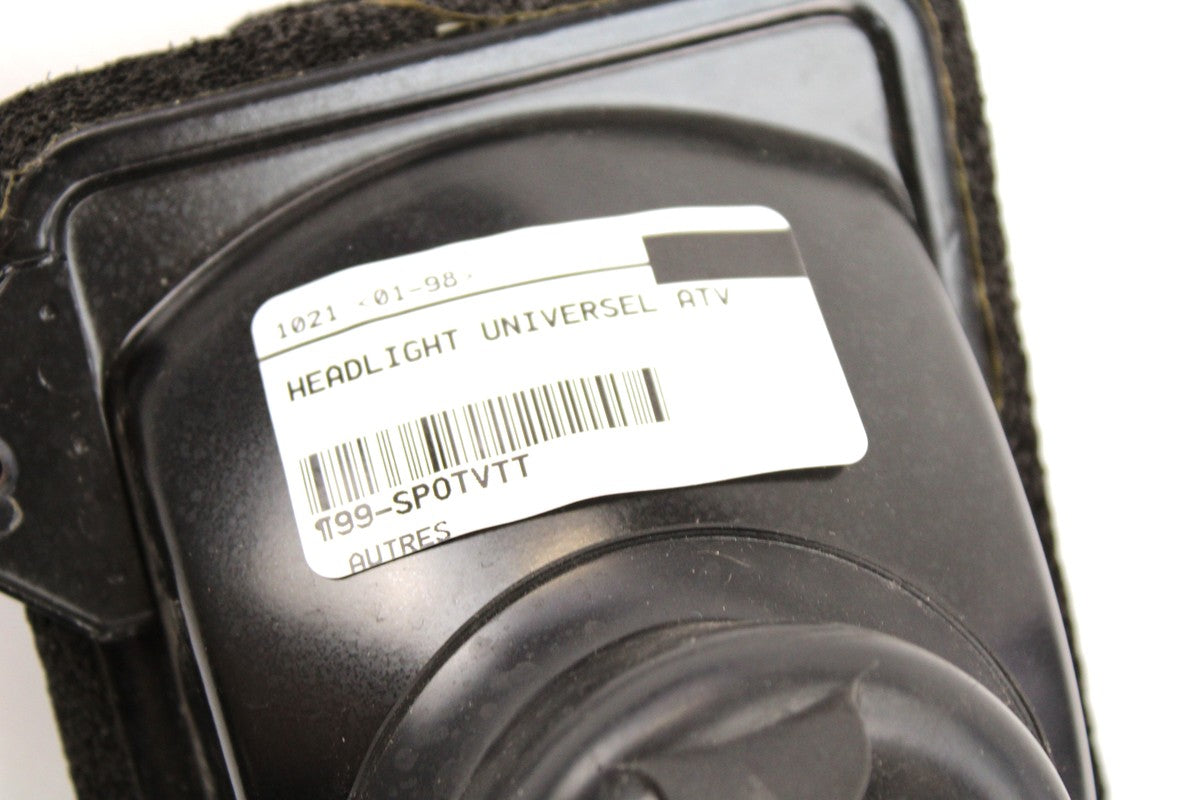 1021 <01-98>
HEADLIGHT UNIVERSEL ATV
¶99-SPOTVTT
AUTRES